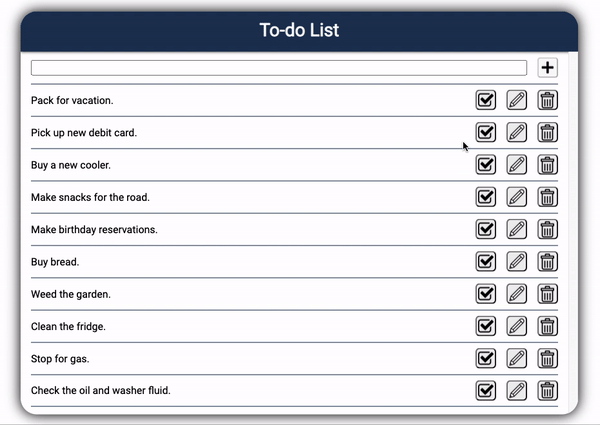 To-do List
Pack for vacation.
Pick up new debit card.
Buy a new cooler.
Make snacks for the road.
Make birthday reservations.
Buy bread.
Weed the garden.
Clean the fridge.
Stop for gas.
Check the oil and washer fluid.